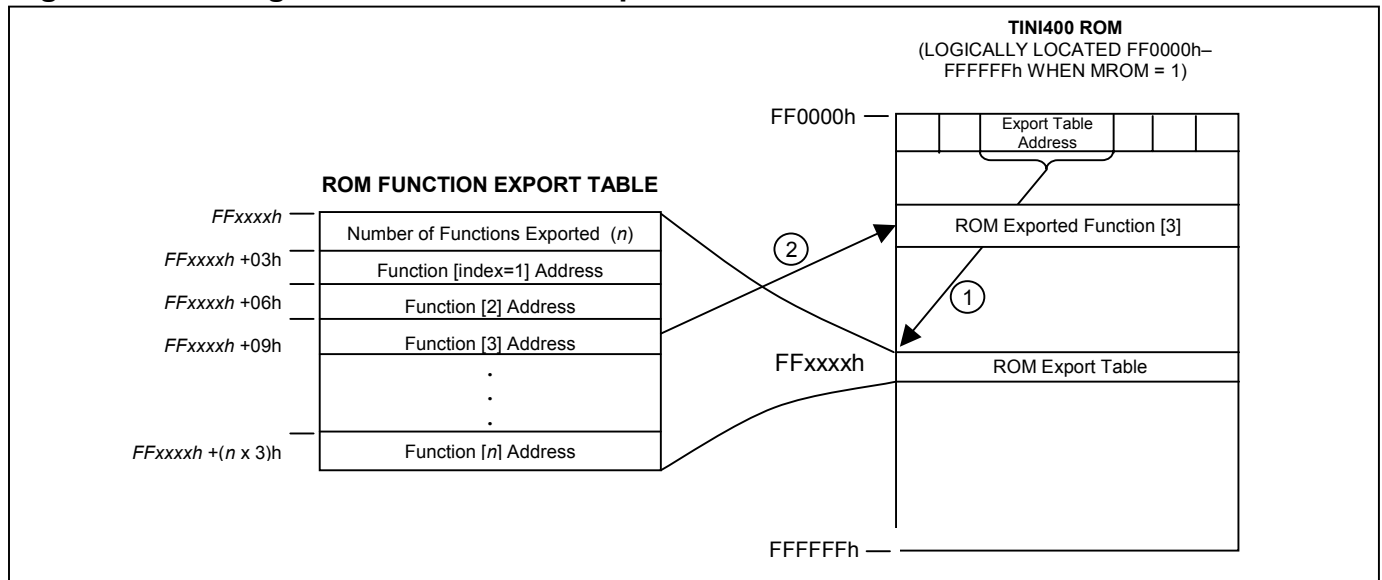 TINI400 ROM
(LOGICALLY LOCATED FF0000h–
FFFFFFh WHEN MROM = 1)
FF0000h
Export Table
Address
ROM FUNCTION EXPORT TABLE
FFxxxxh
Number of Functions Exported (n)
ROM Exported Function [3]
2
FFxxxxh +03h
Function [index=1] Address
FFxxxxh +06h
Function [2] Address
1
FFxxxxh +09h
Function [3] Address
FFxxxxh
ROM Export Table
.
.
.
FFxxxxh +(n x 3)h
Function [n] Address
FFFFFFh